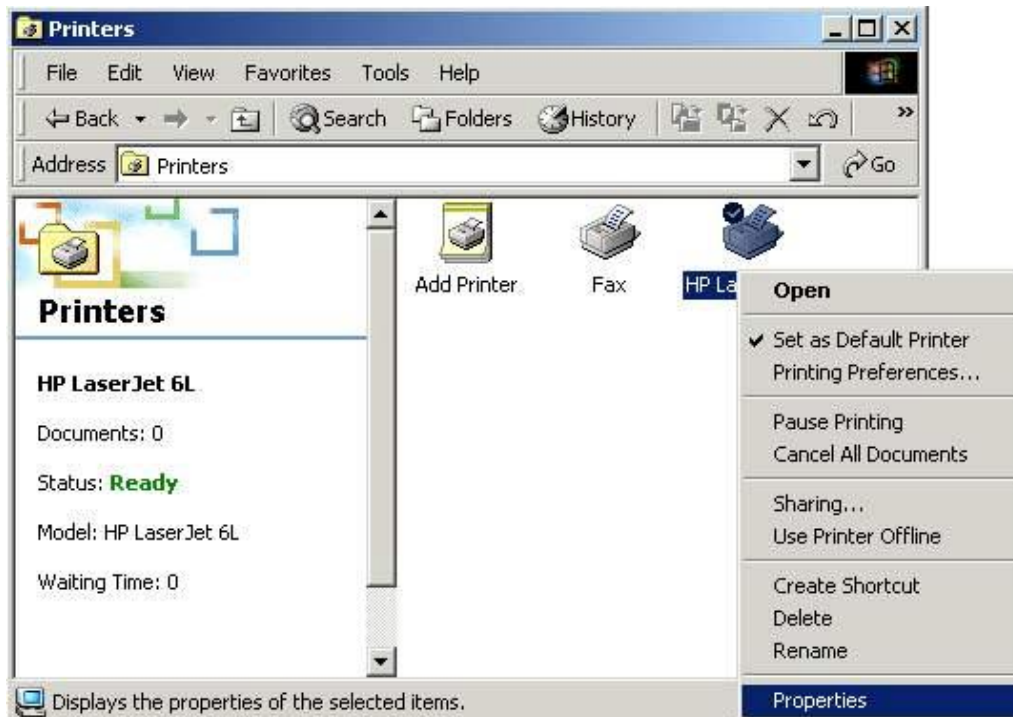 Printers
File Edit View Favorites Tools Help
Back Search Folders History »
Address Printers Go
Printers
HP LaserJet 6L
Documents: 0
Status: Ready
Model: HP LaserJet 6L
Waiting Time: 0
Add Printer Fax HP La
Open
Set as Default Printer
Printing Preferences...
Pause Printing
Cancel All Documents
Sharing...
Use Printer Offline
Create Shortcut
Delete
Rename
Properties
Displays the properties of the selected items.